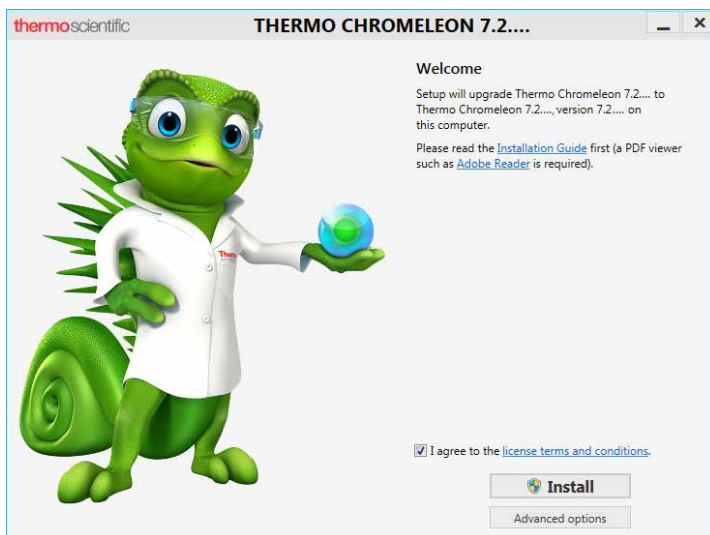 thermoscientific
THERMO CHROMELEON 7.2....
Welcome
Setup will upgrade Thermo Chromeleon 7.2.... to
Thermo Chromeleon 7.2...., version 7.2.... on
this computer.
Please read the Installation Guide first (a PDF viewer
such as Adobe Reader is required).
Thermo
I agree to the license terms and conditions.
Install
Advanced options